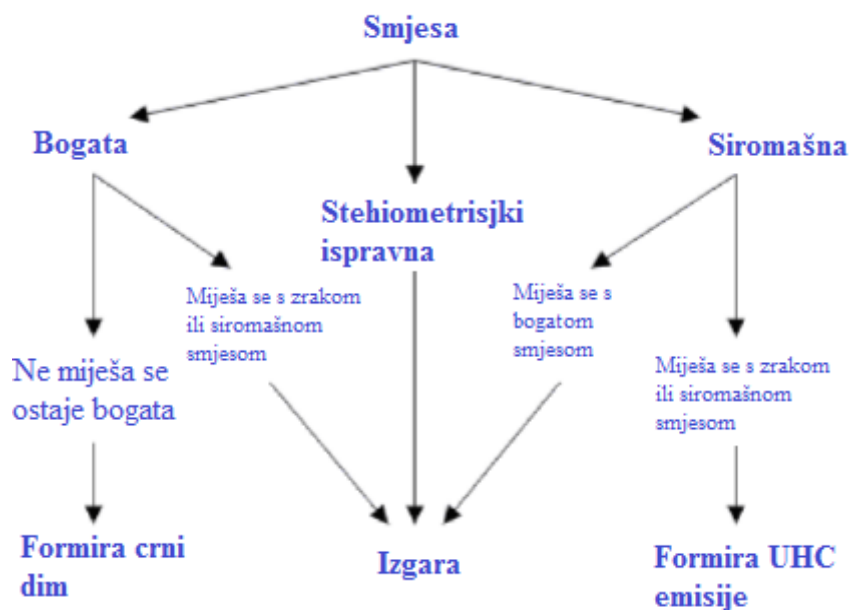 Smjesa
Bogata
Siromašna
Stehiometrisjki
ispravna
Miješa se s zrakom
ili siromašnom
smjesom
Miješa se s
bogatom
smjesom
Ne miješa se
ostaje bogata
Miješa se s zrakom
ili siromašnom
smjesom
Formira crni
dim
Izgara
Formira UHC
emisije